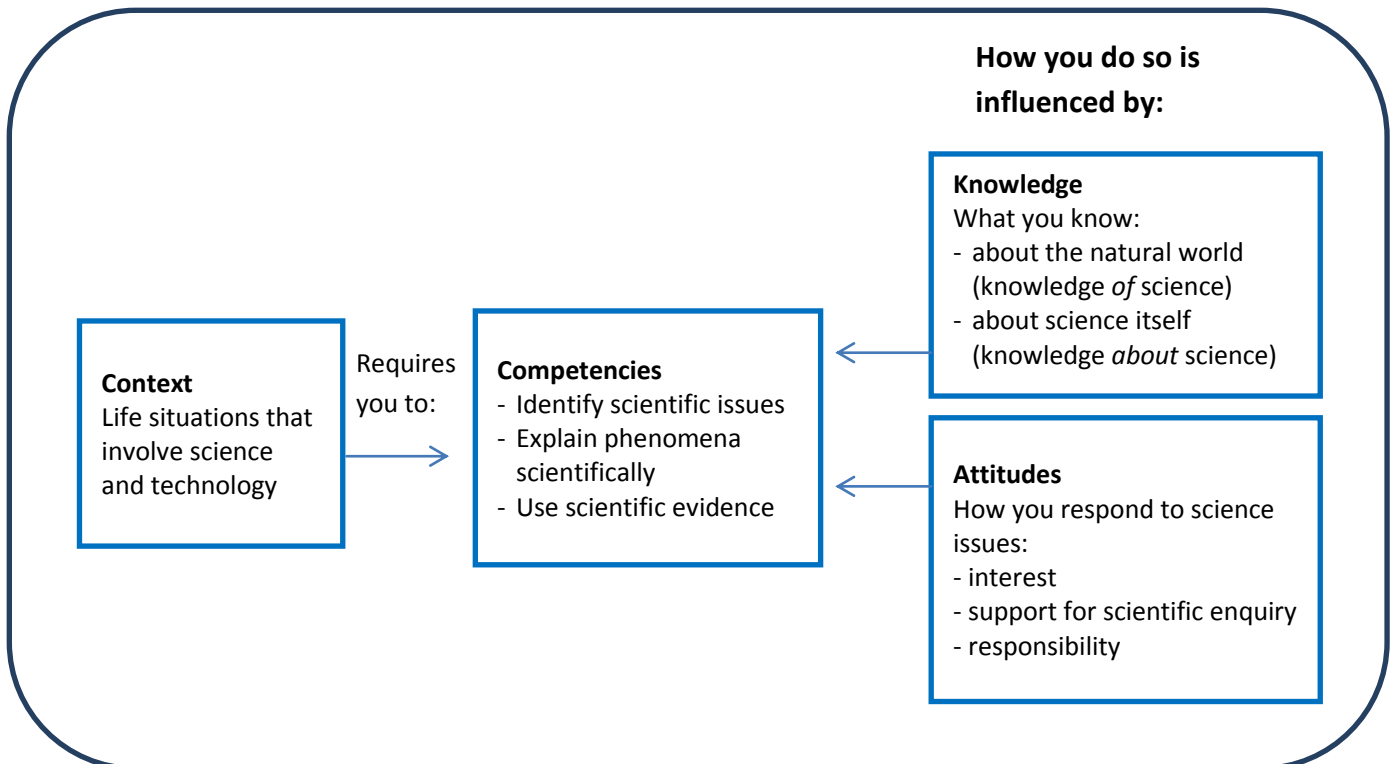 Context
Life situations that
involve science
and technology
Requires
you to:
Competencies
- Identify scientific issues
- Explain phenomena
scientifically
- Use scientific evidence
How you do so is
influenced by:
Knowledge
What you know:
- about the natural world
(knowledge of science)
- about science itself
(knowledge about science)
Attitudes
How you respond to science
issues:
- interest
- support for scientific enquiry
- responsibility